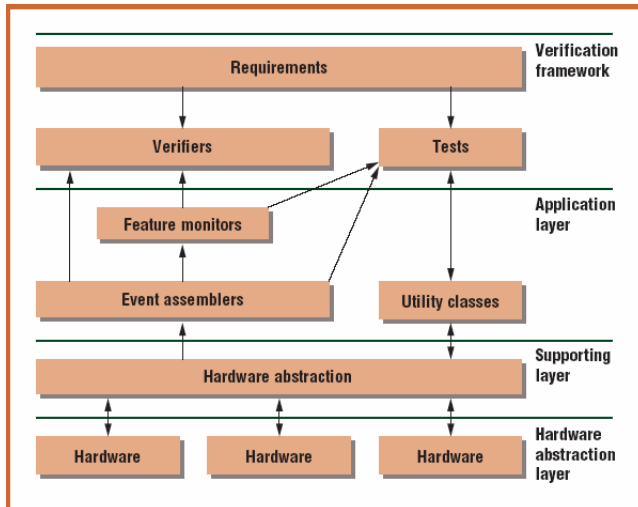 Verification
framework
Requirements
Verifiers
Tests
Application
layer
Feature monitors
Event assemblers
Utility classes
Supporting
layer
Hardware abstraction
Hardware
abstraction
layer
Hardware
Hardware
Hardware